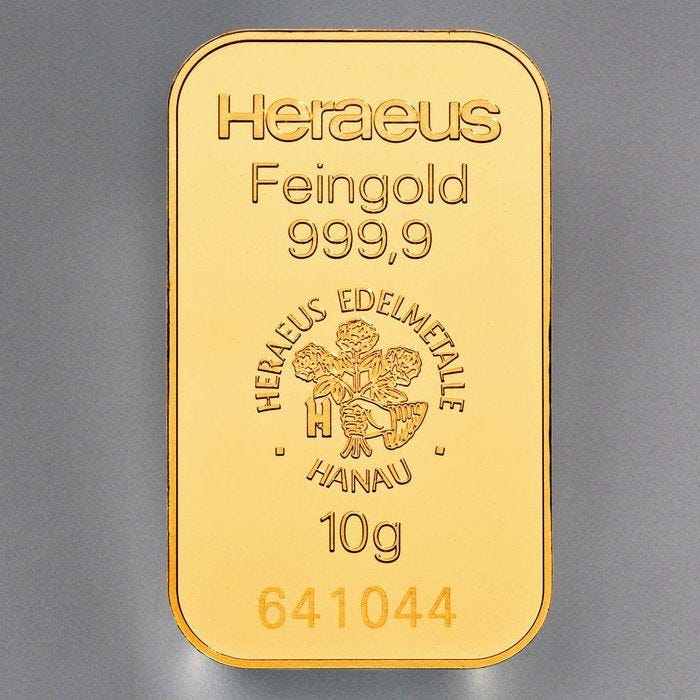 Heraeus
Feingold
999,9
HERAEUS EDELMETALLE
H
HANAU
10g
641044